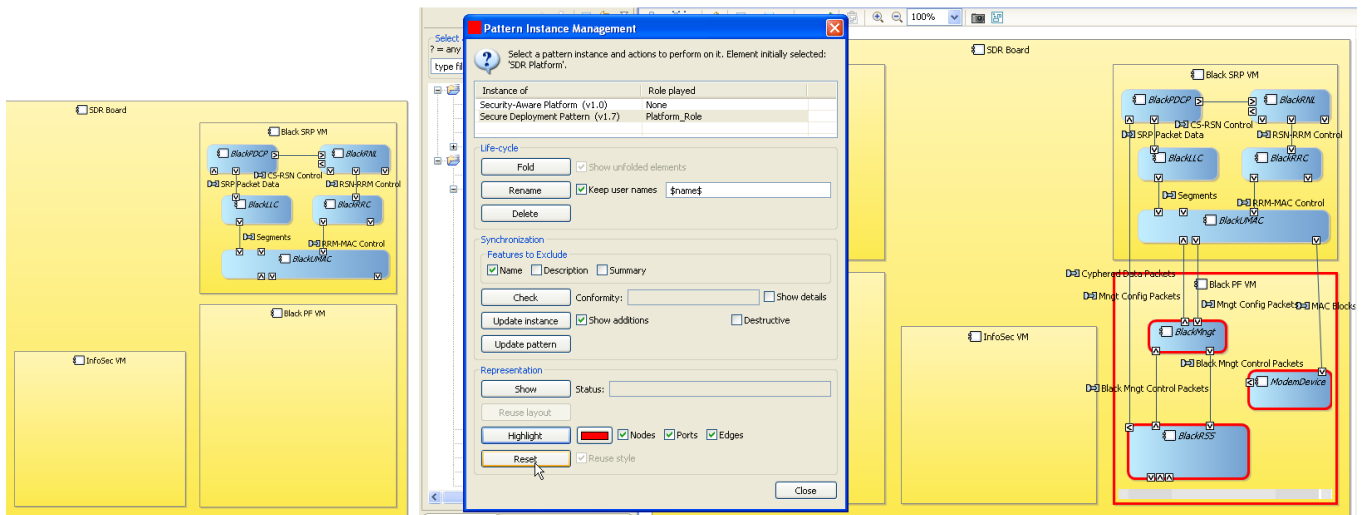 SDR Board
Black SRP VM
BlackPDCP
BlackRNL
CS-RSN Control
SRP Packet Data
RSN-RRM Control
BlackLLC
BlackRRC
Segments
RRM-MAC Control
BlackUMAC
Black PF VM
InfoSec VM
Select
? = any
type fil
Pattern Instance Management
Select a pattern instance and actions to perform on it. Element initially selected:
'SDR Platform'.
Instance of Role played
Security-Aware Platform (v1.0) None
Secure Deployment Pattern (v1.7) Platform_Role
Life-cycle
Fold Show unfolded elements
Rename Keep user names $name$
Delete
Synchronization
Features to Exclude
Name Description Summary
Check Conformity: Show details
Update instance Show additions Destructive
Update pattern
Representation
Show Status:
Reuse layout
Highlight Nodes Ports Edges
Reset Reuse style
Close
100%
SDR Board
Black SRP VM
BlackPDCP
BlackRNL
CS-RSN Control
SRP Packet Data
RSN-RRM Control
BlackLLC
BlackRRC
Segments
RRM-MAC Control
BlackUMAC
Cyphered Data Packets
Black PF VM
Mngt Config Packets
Mngt Config Packets
MAC Blocks
BlackMngt
InfoSec VM
Black Mngt Control Packets
ModemDevice
Black Mngt Control Packets
BlackRSS